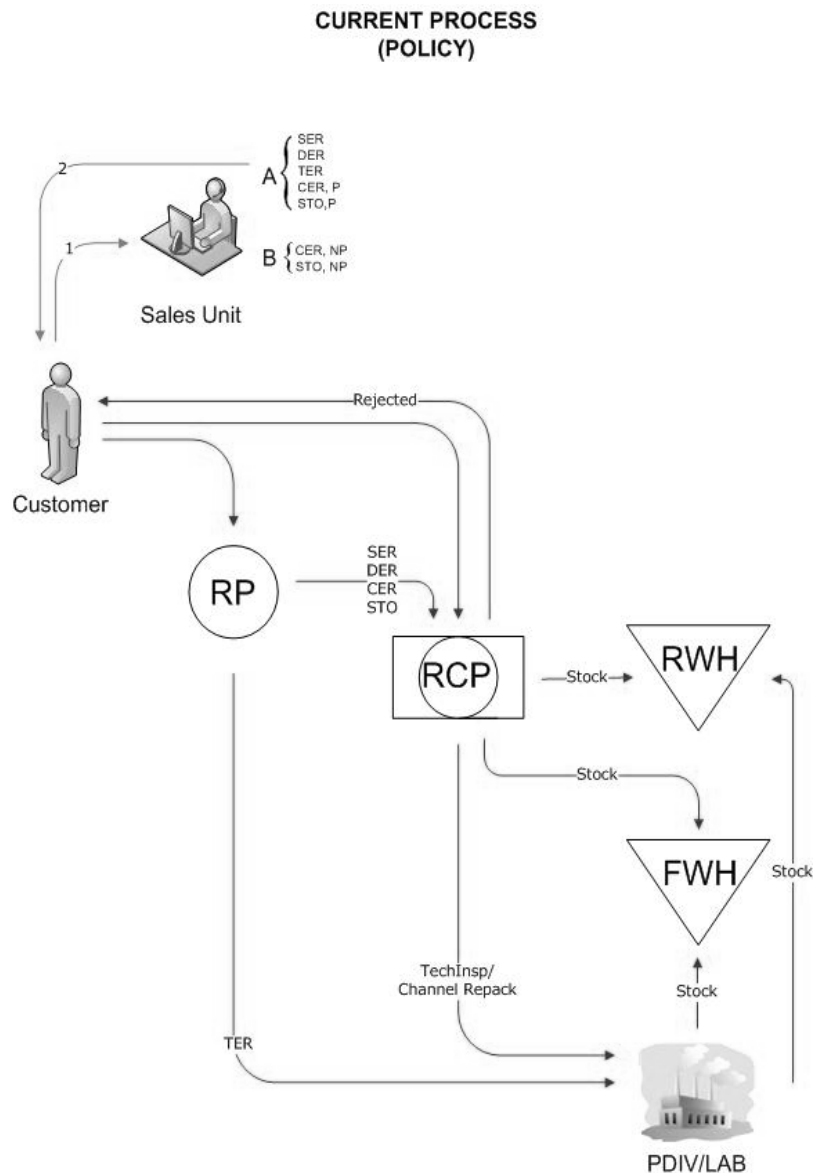 CURRENT PROCESS
(POLICY)
2
A
SER
DER
TER
CER, P
STO,P
1
B
CER, NP
STO, NP
Sales Unit
Rejected
Customer
SER
DER
CER
STO
RP
RCP
RWH
Stock
Stock
FWH
Stock
TechInsp/
Channel Repack
Stock
TER
PDIV/LAB